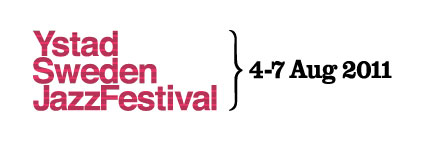 Ystad
Sweden
JazzFestival
4-7 Aug 2011